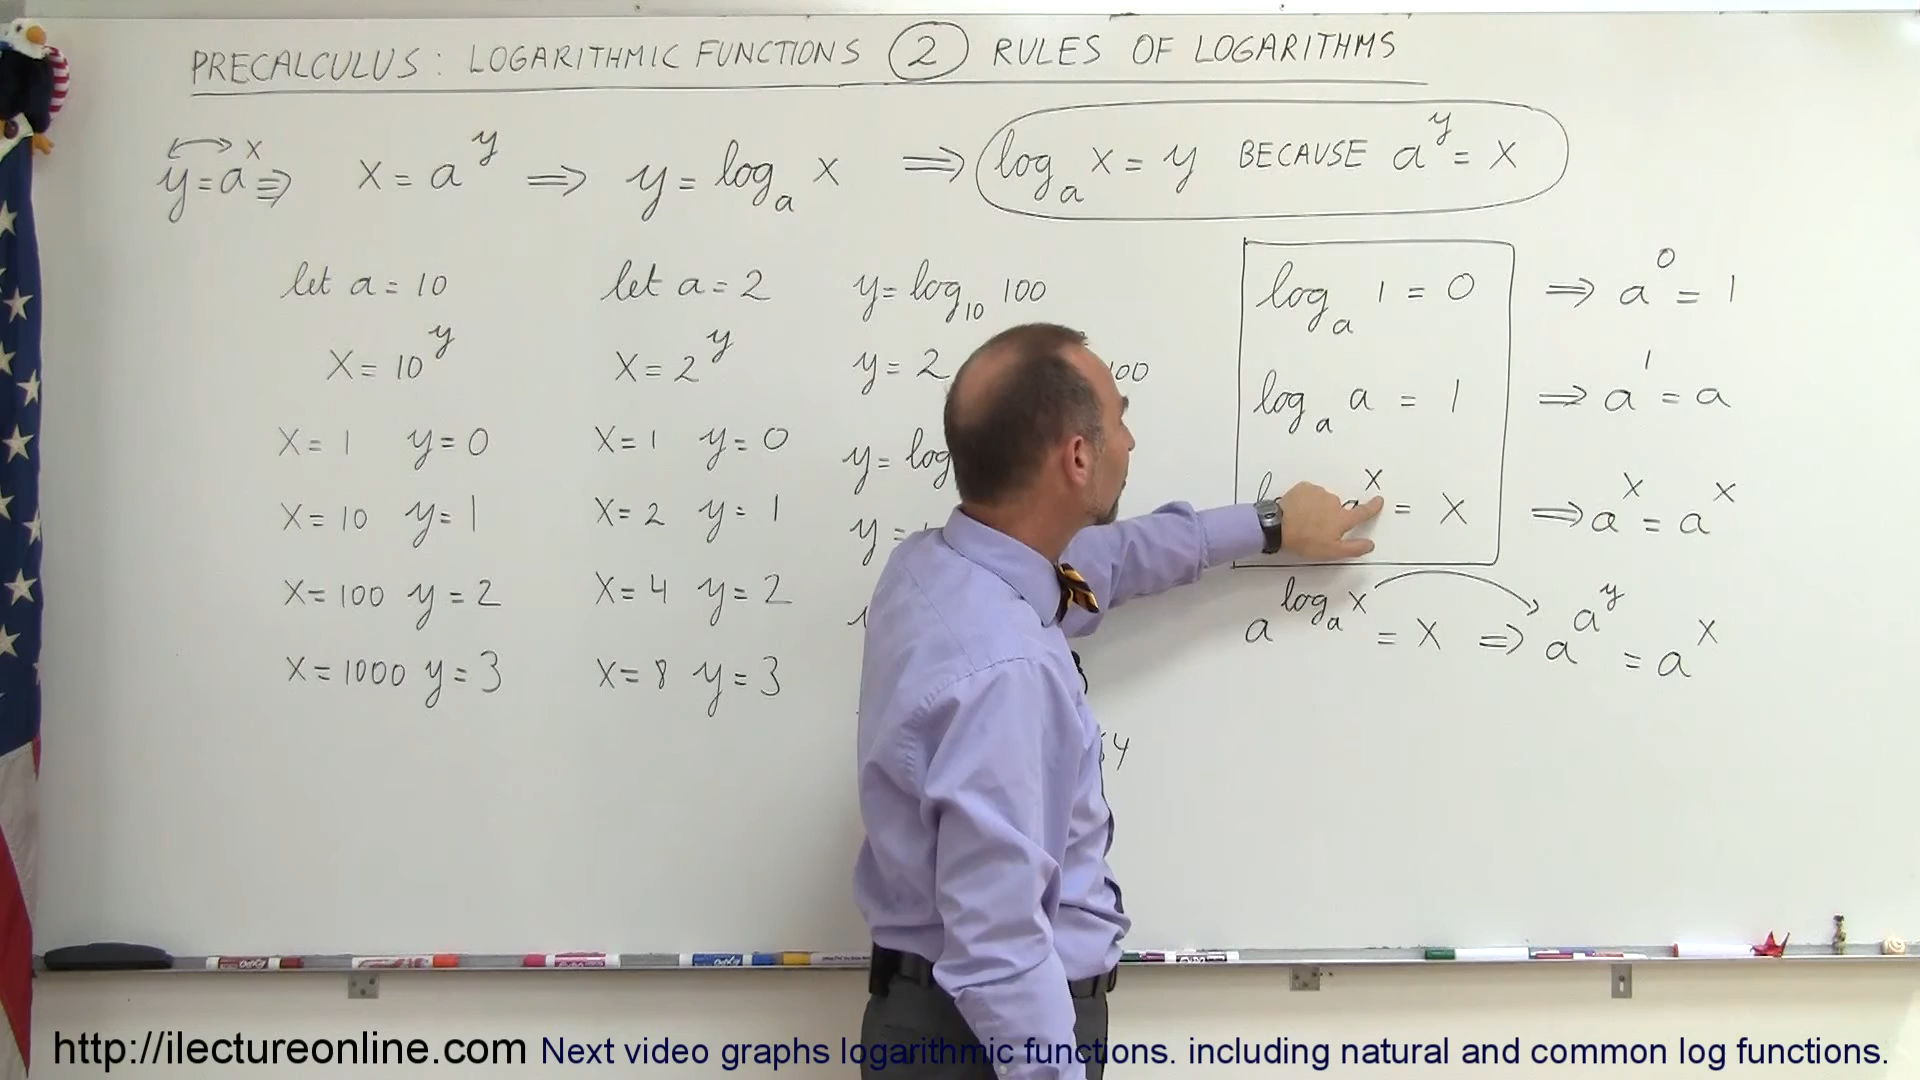 PRECALCULUS: LOGARITHMIC FUNCTIONS 2 RULES OF LOGARITHMS
y=a^x ⇒ x = a^y ⇒ y = log_a x ⇒ log_a x = y BECAUSE a^y = x
let a = 10
x = 10^y
x = 1 y = 0
x = 10 y = 1
x = 100 y = 2
x = 1000 y = 3
let a = 2
x = 2^y
x = 1 y = 0
x = 2 y = 1
x = 4 y = 2
x = 8 y = 3
y = log_10 100
y = 2
100
y = log
y =
log_a 1 = 0 ⇒ a^0 = 1
log_a a = 1 ⇒ a^1 = a
a^x = x ⇒ a^x = a^x
a^(log_a x) = x ⇒ a^(a^y) = a^x
http://ilectureonline.com Next video graphs logarithmic functions. including natural and common log functions.